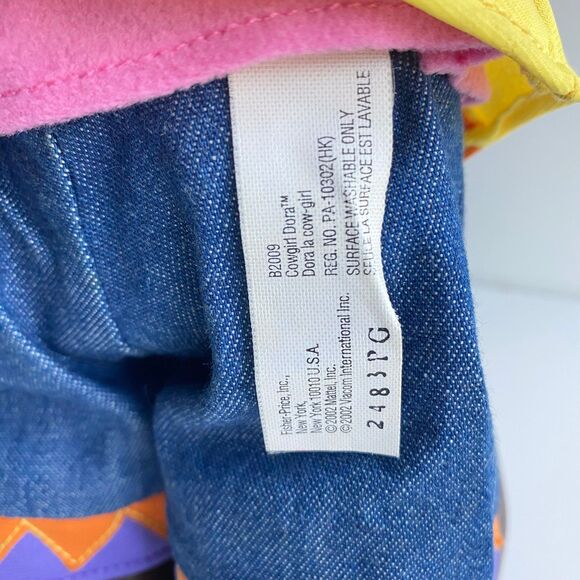 B2009
Cowgirl Dora™
Dora la cow-girl
REG. NO. PA-10302(HK)
SURFACE WASHABLE ONLY
SEULE LA SURFACE EST LAVABLE
Fisher-Price, Inc.,
New York,
New York 10010 U.S.A.
©2002 Mattel, Inc.
©2002 Viacom International Inc.
2483PG